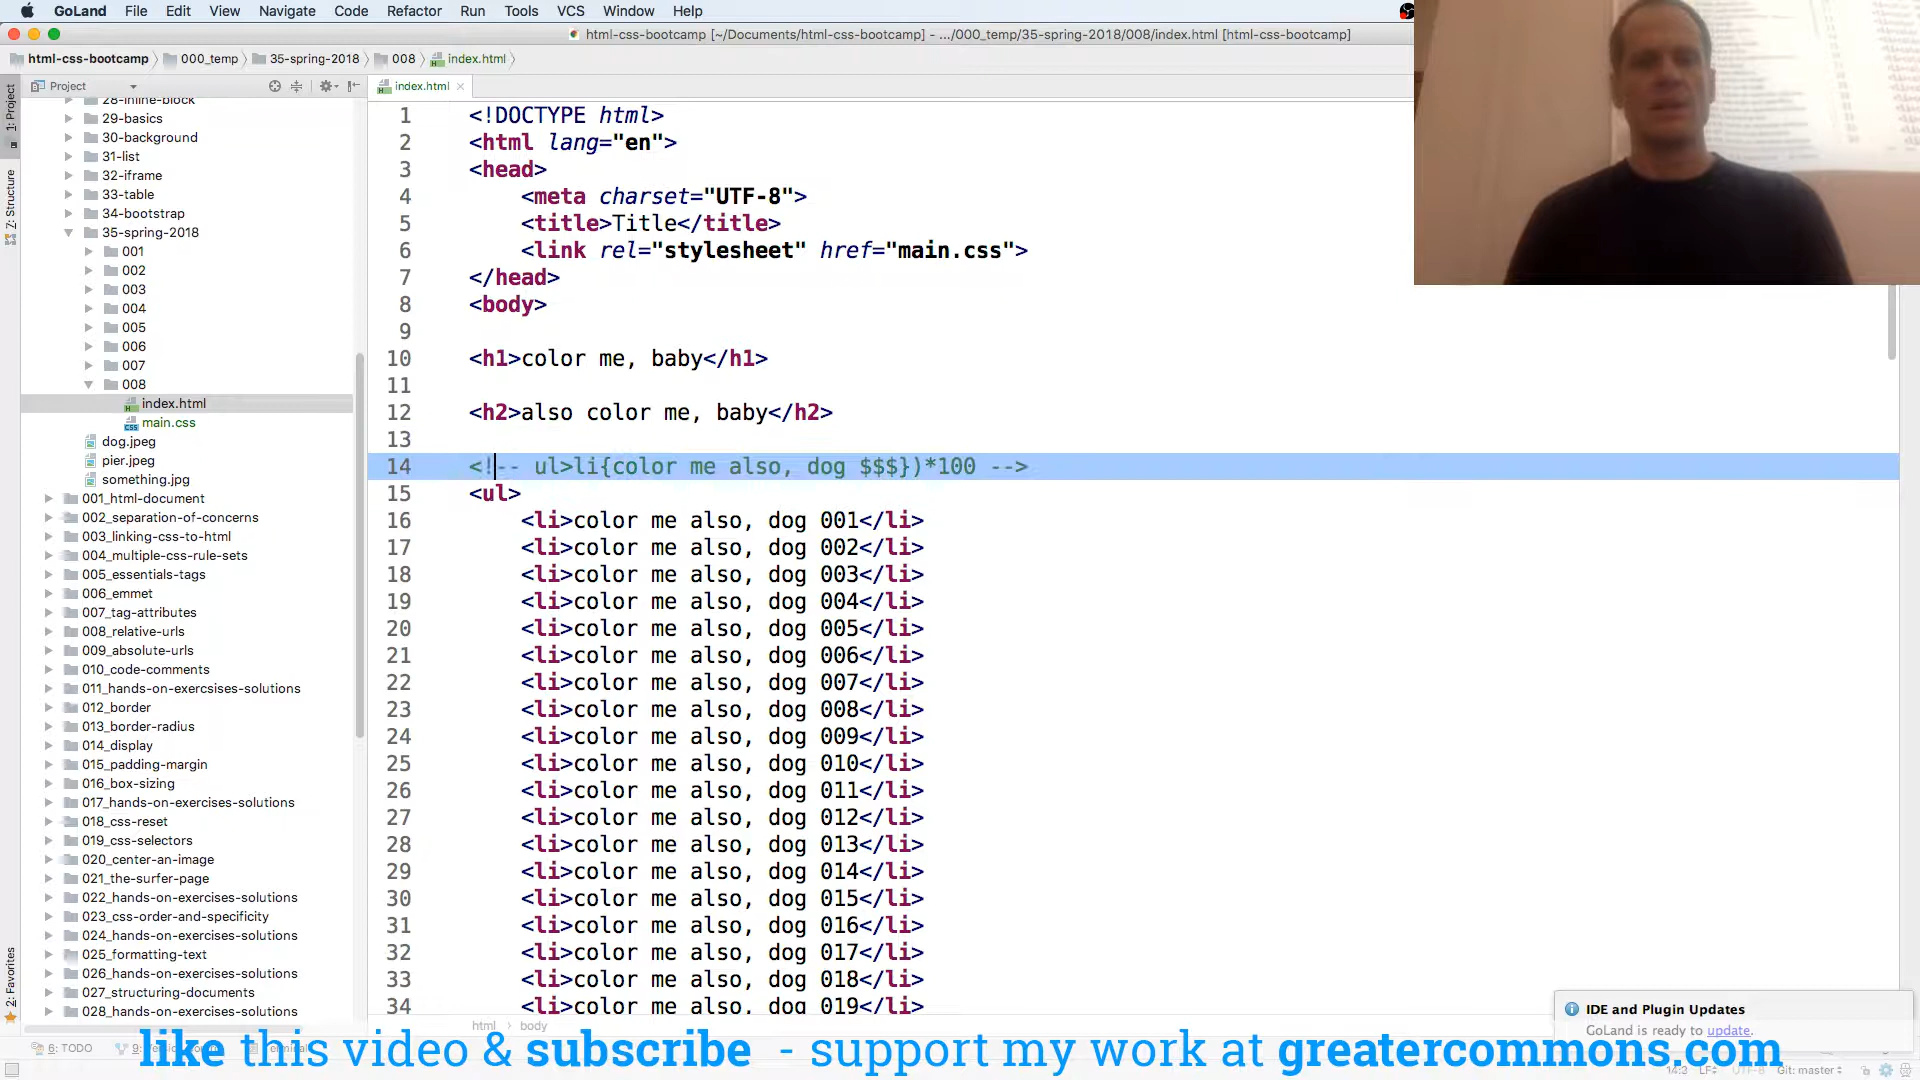 GoLand File Edit View Navigate Code Refactor Run Tools VCS Window Help
html-css-bootcamp [~/Documents/html-css-bootcamp] - .../000_temp/35-spring-2018/008/index.html [html-css-bootcamp]
html-css-bootcamp 000_temp 35-spring-2018 008 index.html
Project
index.html
1: Project
Z: Structure
2: Favorites
28-inline-block
29-basics
30-background
31-list
32-iframe
33-table
34-bootstrap
35-spring-2018
001
002
003
004
005
006
007
008
index.html
main.css
dog.jpeg
pier.jpeg
something.jpg
001_html-document
002_separation-of-concerns
003_linking-css-to-html
004_multiple-css-rule-sets
005_essentials-tags
006_emmet
007_tag-attributes
008_relative-urls
009_absolute-urls
010_code-comments
011_hands-on-exercsises-solutions
012_border
013_border-radius
014_display
015_padding-margin
016_box-sizing
017_hands-on-exercises-solutions
018_css-reset
019_css-selectors
020_center-an-image
021_the-surfer-page
022_hands-on-exercises-solutions
023_css-order-and-specificity
024_hands-on-exercises-solutions
025_formatting-text
026_hands-on-exercises-solutions
027_structuring-documents
028_hands-on-exercises-solutions
1 <!DOCTYPE html>
2 <html lang="en">
3 <head>
4 <meta charset="UTF-8">
5 <title>Title</title>
6 <link rel="stylesheet" href="main.css">
7 </head>
8 <body>
9
10 <h1>color me, baby</h1>
11
12 <h2>also color me, baby</h2>
13
14 <!-- ul>li{color me also, dog $$$})*100 -->
15 <ul>
16 <li>color me also, dog 001</li>
17 <li>color me also, dog 002</li>
18 <li>color me also, dog 003</li>
19 <li>color me also, dog 004</li>
20 <li>color me also, dog 005</li>
21 <li>color me also, dog 006</li>
22 <li>color me also, dog 007</li>
23 <li>color me also, dog 008</li>
24 <li>color me also, dog 009</li>
25 <li>color me also, dog 010</li>
26 <li>color me also, dog 011</li>
27 <li>color me also, dog 012</li>
28 <li>color me also, dog 013</li>
29 <li>color me also, dog 014</li>
30 <li>color me also, dog 015</li>
31 <li>color me also, dog 016</li>
32 <li>color me also, dog 017</li>
33 <li>color me also, dog 018</li>
34 <li>color me also, dog 019</li>
html body
IDE and Plugin Updates
GoLand is ready to update.
6: TODO
like this video & subscribe - support my work at greatercommons.com
14:3 LF UTF-8 Git: master